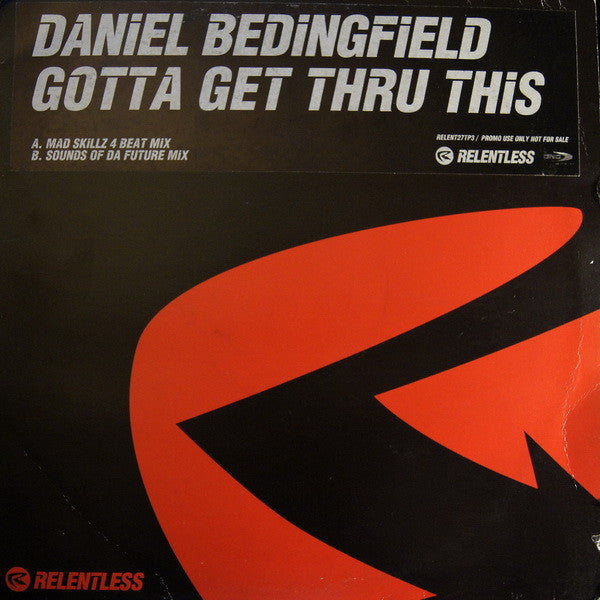 DANiEL BEDiNGFiELD
GOTTA GET THRU THiS
A. MAD SKILLZ 4 BEAT MiX
B. SOUNDS OF DA FUTURE MiX
RELENT27TP3 / PROMO USE ONLY NOT FOR SALE
RELENTLESS
RELENTLESS